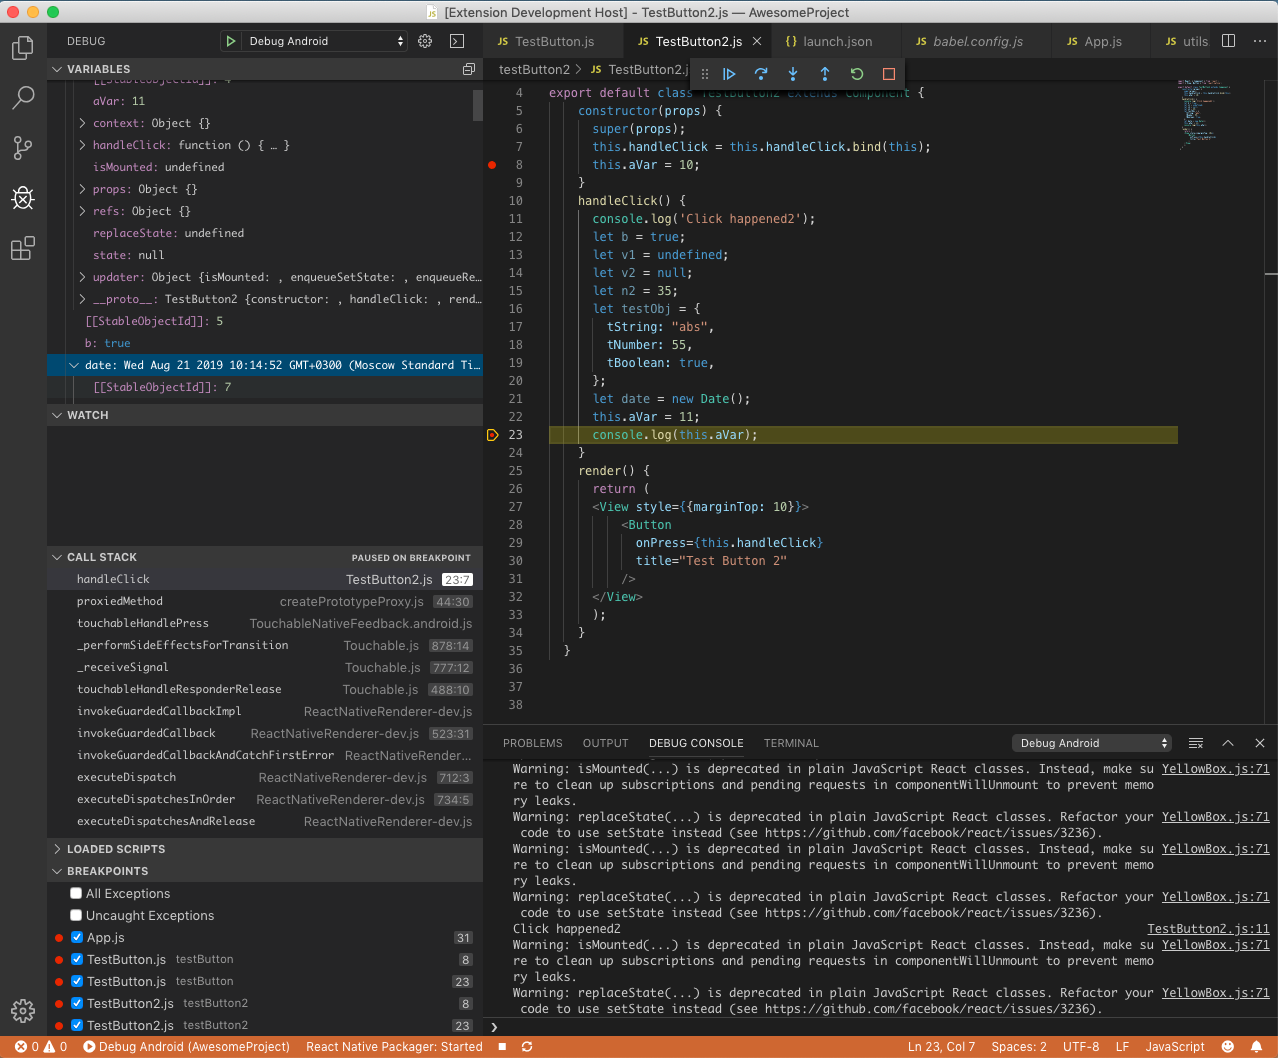 [Extension Development Host] - TestButton2.js — AwesomeProject
DEBUG
Debug Android
VARIABLES
[[StableObjectId]]: 4
aVar: 11
context: Object {}
handleClick: function () { … }
isMounted: undefined
props: Object {}
refs: Object {}
replaceState: undefined
state: null
updater: Object {isMounted: , enqueueSetState: , enqueueRe…
__proto__: TestButton2 {constructor: , handleClick: , rend…
[[StableObjectId]]: 5
b: true
date: Wed Aug 21 2019 10:14:52 GMT+0300 (Moscow Standard Ti…
[[StableObjectId]]: 7
WATCH
CALL STACK PAUSED ON BREAKPOINT
handleClick TestButton2.js 23:7
proxiedMethod createPrototypeProxy.js 44:30
touchableHandlePress TouchableNativeFeedback.android.js
_performSideEffectsForTransition Touchable.js 878:14
_receiveSignal Touchable.js 777:12
touchableHandleResponderRelease Touchable.js 488:10
invokeGuardedCallbackImpl ReactNativeRenderer-dev.js
invokeGuardedCallback ReactNativeRenderer-dev.js 523:31
invokeGuardedCallbackAndCatchFirstError ReactNativeRender…
executeDispatch ReactNativeRenderer-dev.js 712:3
executeDispatchesInOrder ReactNativeRenderer-dev.js 734:5
executeDispatchesAndRelease ReactNativeRenderer-dev.js
LOADED SCRIPTS
BREAKPOINTS
All Exceptions
Uncaught Exceptions
App.js 31
TestButton.js testButton 8
TestButton.js testButton 23
TestButton2.js testButton2 8
TestButton2.js testButton2 23
JS TestButton.js JS TestButton2.js {} launch.json JS babel.config.js JS App.js JS utils
testButton2 > JS TestButton2.j
4 export default class TestButton2 extends Component {
5 constructor(props) {
6 super(props);
7 this.handleClick = this.handleClick.bind(this);
8 this.aVar = 10;
9 }
10 handleClick() {
11 console.log('Click happened2');
12 let b = true;
13 let v1 = undefined;
14 let v2 = null;
15 let n2 = 35;
16 let testObj = {
17 tString: "abs",
18 tNumber: 55,
19 tBoolean: true,
20 };
21 let date = new Date();
22 this.aVar = 11;
23 console.log(this.aVar);
24 }
25 render() {
26 return (
27 <View style={{marginTop: 10}}>
28 <Button
29 onPress={this.handleClick}
30 title="Test Button 2"
31 />
32 </View>
33 );
34 }
35 }
36
37
38
PROBLEMS OUTPUT DEBUG CONSOLE TERMINAL Debug Android
Warning: isMounted(...) is deprecated in plain JavaScript React classes. Instead, make su YellowBox.js:71
re to clean up subscriptions and pending requests in componentWillUnmount to prevent memo
ry leaks.
Warning: replaceState(...) is deprecated in plain JavaScript React classes. Refactor your YellowBox.js:71
code to use setState instead (see https://github.com/facebook/react/issues/3236).
Warning: isMounted(...) is deprecated in plain JavaScript React classes. Instead, make su YellowBox.js:71
re to clean up subscriptions and pending requests in componentWillUnmount to prevent memo
ry leaks.
Warning: replaceState(...) is deprecated in plain JavaScript React classes. Refactor your YellowBox.js:71
code to use setState instead (see https://github.com/facebook/react/issues/3236).
Click happened2 TestButton2.js:11
Warning: isMounted(...) is deprecated in plain JavaScript React classes. Instead, make su YellowBox.js:71
re to clean up subscriptions and pending requests in componentWillUnmount to prevent memo
ry leaks.
Warning: replaceState(...) is deprecated in plain JavaScript React classes. Refactor your YellowBox.js:71
code to use setState instead (see https://github.com/facebook/react/issues/3236).
0 0 Debug Android (AwesomeProject) React Native Packager: Started Ln 23, Col 7 Spaces: 2 UTF-8 LF JavaScript